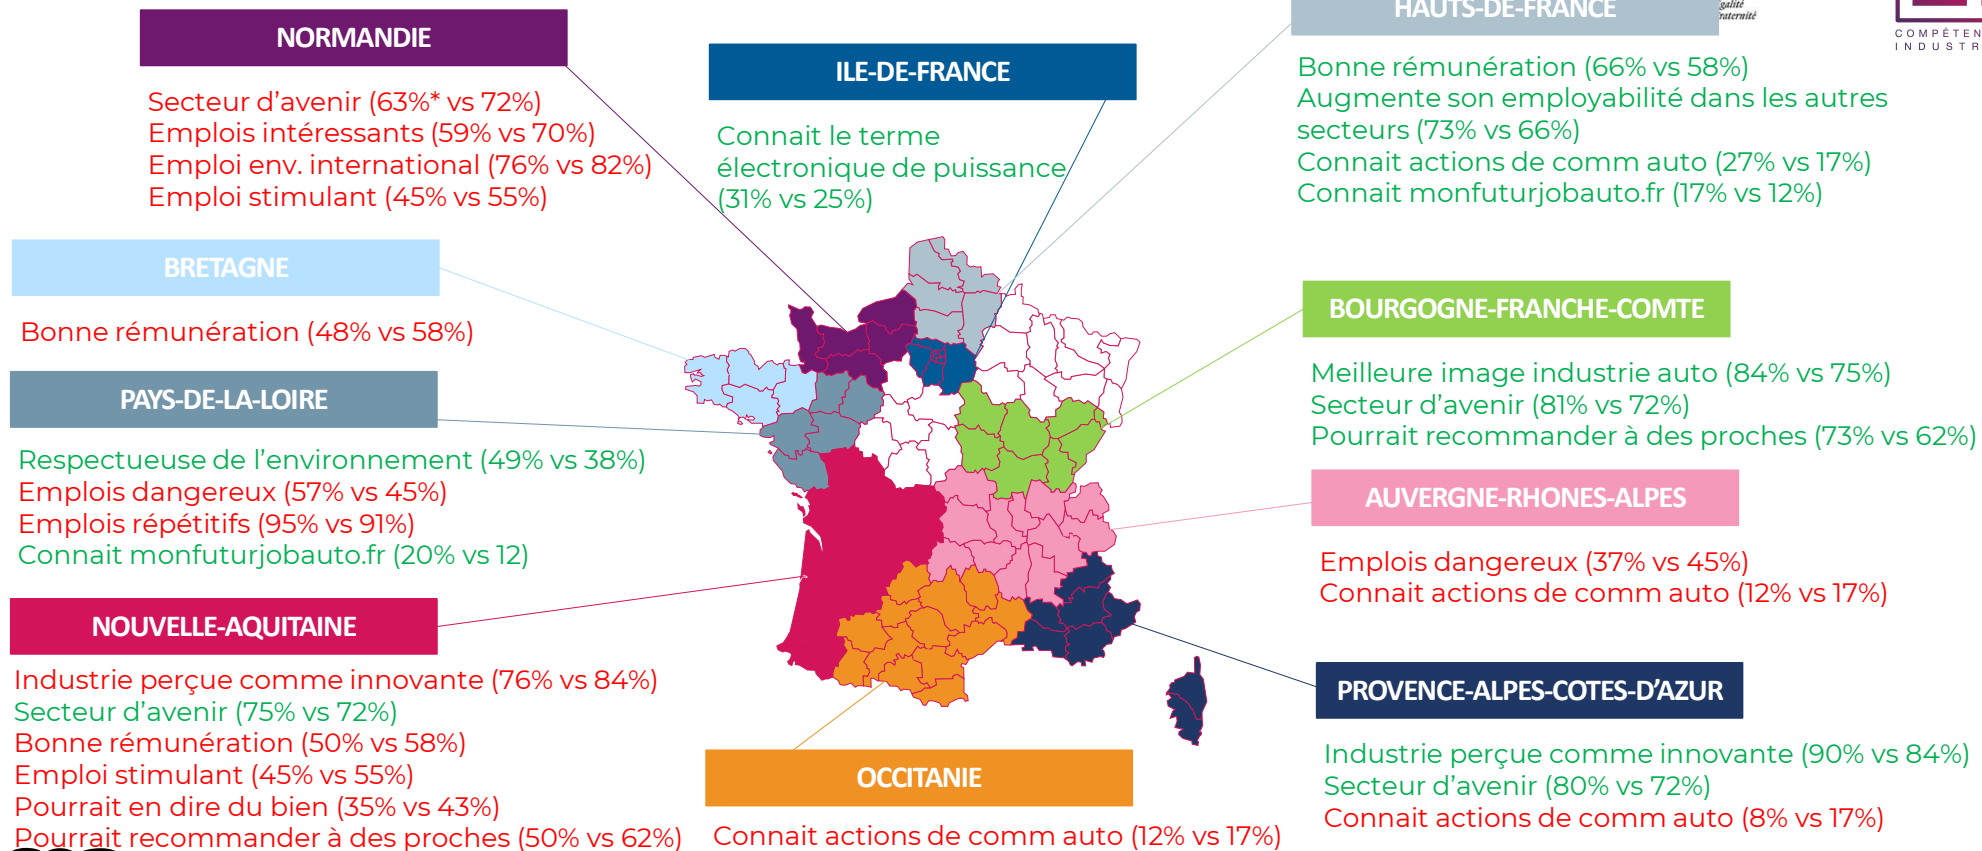 NORMANDIE
Secteur d'avenir (63%* vs 72%)
Emplois intéressants (59% vs 70%)
Emploi env. international (76% vs 82%)
Emploi stimulant (45% vs 55%)
ILE-DE-FRANCE
Connait le terme
électronique de puissance
(31% vs 25%)
HAUTS-DE-FRANCE
Bonne rémunération (66% vs 58%)
Augmente son employabilité dans les autres
secteurs (73% vs 66%)
Connait actions de comm auto (27% vs 17%)
Connait monfuturjobauto.fr (17% vs 12%)
BRETAGNE
Bonne rémunération (48% vs 58%)
PAYS-DE-LA-LOIRE
Respectueuse de l'environnement (49% vs 38%)
Emplois dangereux (57% vs 45%)
Emplois répétitifs (95% vs 91%)
Connait monfuturjobauto.fr (20% vs 12)
NOUVELLE-AQUITAINE
Industrie perçue comme innovante (76% vs 84%)
Secteur d'avenir (75% vs 72%)
Bonne rémunération (50% vs 58%)
Emploi stimulant (45% vs 55%)
Pourrait en dire du bien (35% vs 43%)
Pourrait recommander à des proches (50% vs 62%)
OCCITANIE
Connait actions de comm auto (12% vs 17%)
BOURGOGNE-FRANCHE-COMTE
Meilleure image industrie auto (84% vs 75%)
Secteur d'avenir (81% vs 72%)
Pourrait recommander à des proches (73% vs 62%)
AUVERGNE-RHONES-ALPES
Emplois dangereux (37% vs 45%)
Connait actions de comm auto (12% vs 17%)
PROVENCE-ALPES-COTES-D'AZUR
Industrie perçue comme innovante (90% vs 84%)
Secteur d'avenir (80% vs 72%)
Connait actions de comm auto (8% vs 17%)